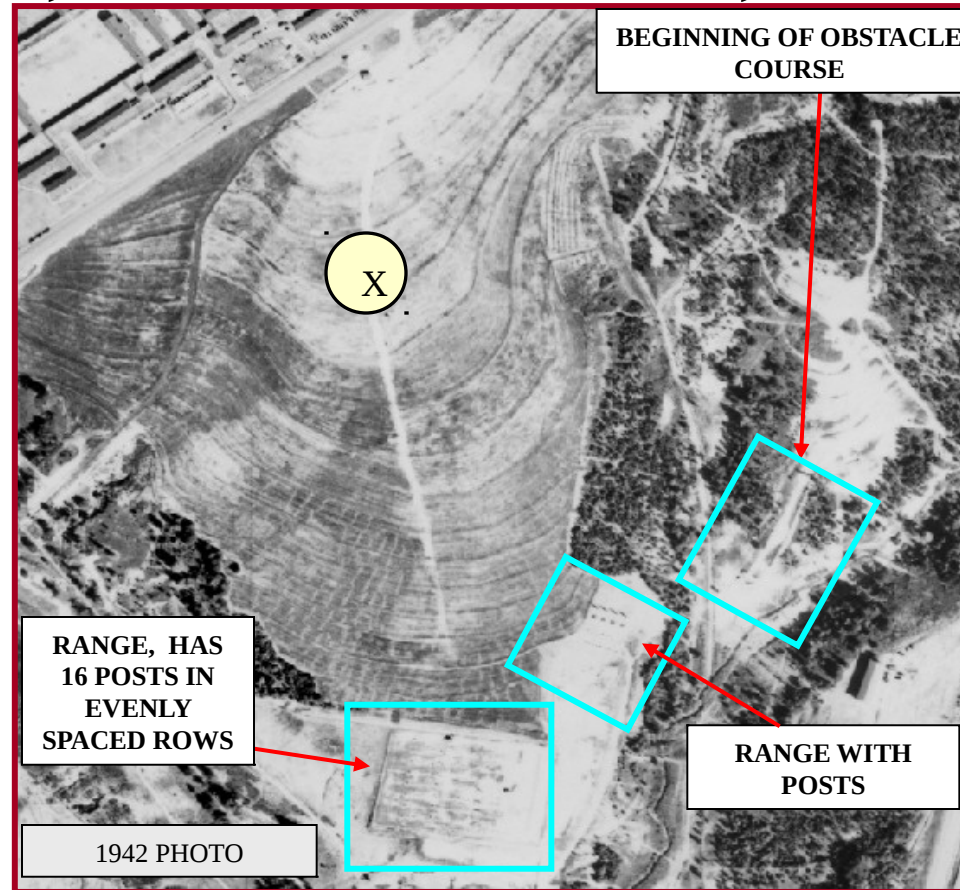 BEGINNING OF OBSTACLE
COURSE
X
RANGE, HAS
16 POSTS IN
EVENLY
SPACED ROWS
RANGE WITH
POSTS
1942 PHOTO